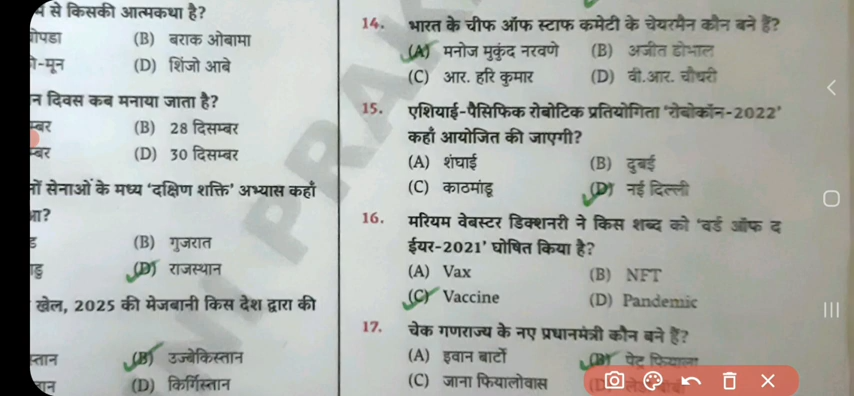 से किसकी आत्मकथा है?
(B) बराक ओबामा
(D) शिंजो आबे
दिवस कब मनाया जाता है?
(B) 28 दिसम्बर
(D) 30 दिसम्बर
सेनाओं के मध्य ‘दक्षिण शक्ति’ अभ्यास कहाँ
(B) गुजरात
(D) राजस्थान
खेल, 2025 की मेजबानी किस देश द्वारा की
(B) उज्बेकिस्तान
(D) किर्गिस्तान
14. भारत के चीफ ऑफ स्टाफ कमेटी के चेयरमैन कौन बने हैं?
(A) मनोज मुकुंद नरवणे (B) अजीत डोभाल
(C) आर. हरि कुमार (D) वी.आर. चौधरी
15. एशियाई-पैसिफिक रोबोटिक प्रतियोगिता ‘रोबोकॉन-2022’
कहाँ आयोजित की जाएगी?
(A) शंघाई (B) दुबई
(C) काठमांडू (D) नई दिल्ली
16. मरियम वेबस्टर डिक्शनरी ने किस शब्द को ‘वर्ड ऑफ द
ईयर-2021’ घोषित किया है?
(A) Vax (B) NFT
(C) Vaccine (D) Pandemic
17. चेक गणराज्य के नए प्रधानमंत्री कौन बने हैं?
(A) इवान बार्टो (B) पेट्र फियाला
(C) जाना फियालोवास